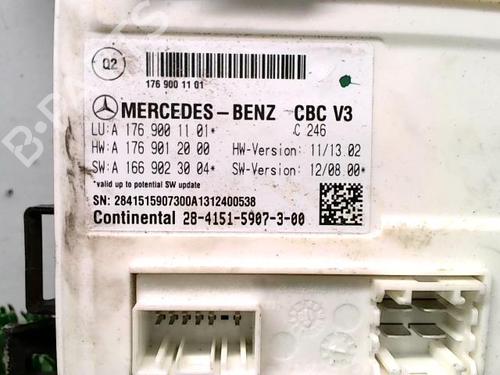 Q2
176 900 11 01
MERCEDES-BENZ CBC V3
LU: A 176 900 11 01* C 246
HW: A 176 901 20 00 HW-Version: 11/13.02
SW: A 166 902 30 04* SW-Version: 12/08.00*
*valid up to potential SW update
SN: 2841515907300A1312400538
Continental 28-4151-5907-3-00
B-PARTS